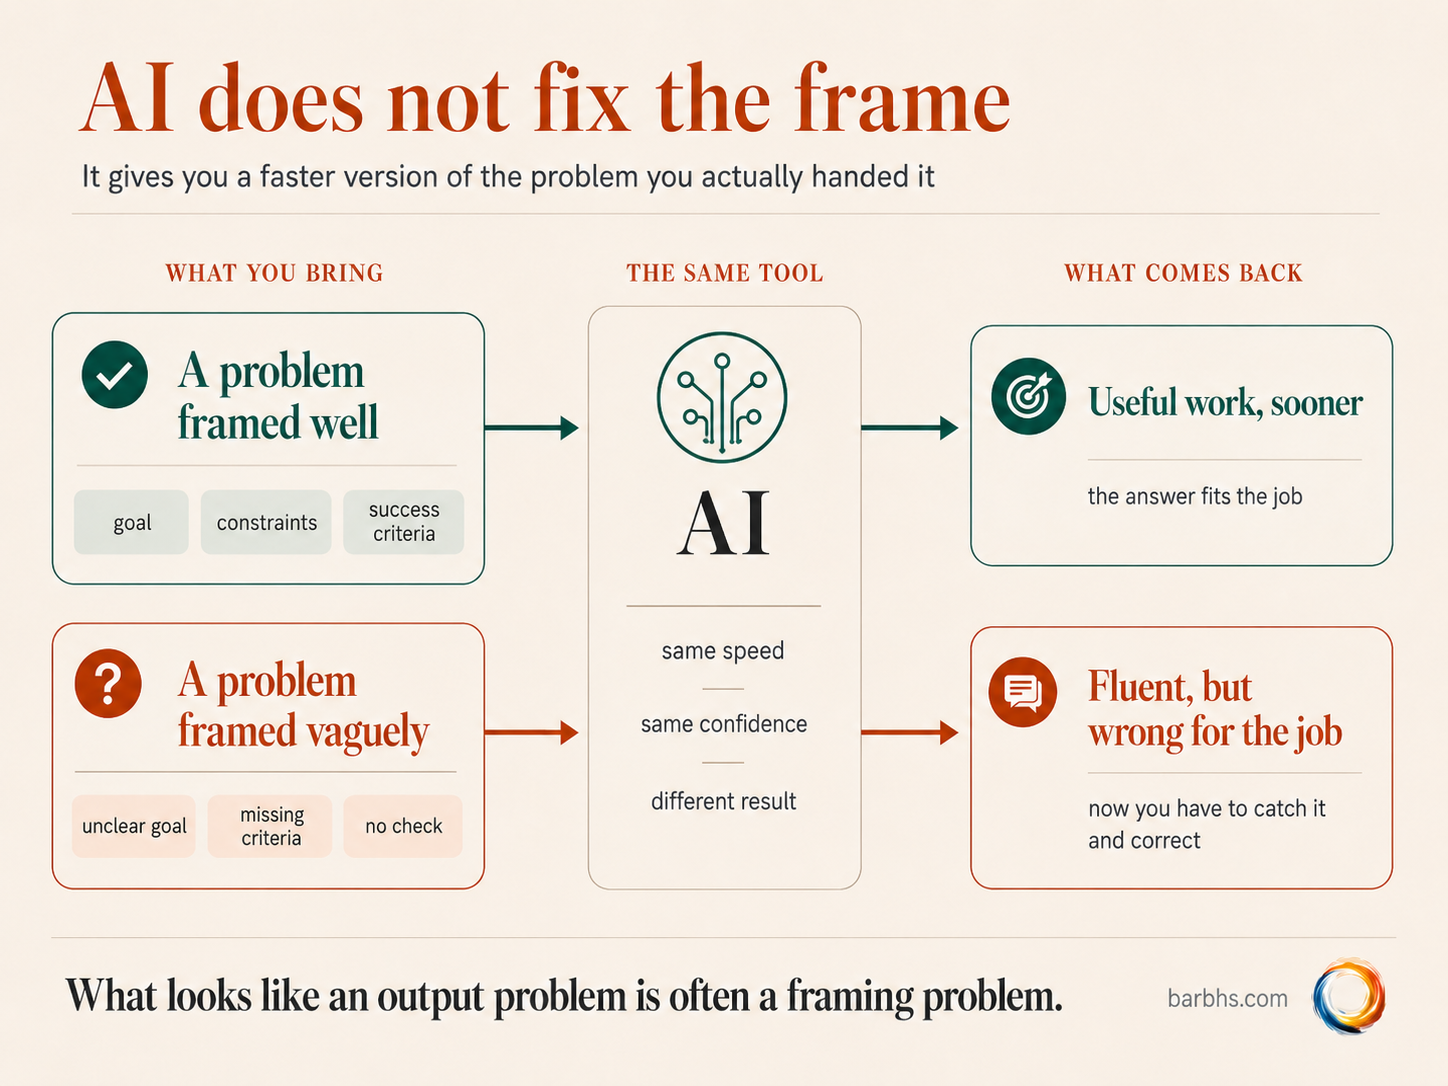 AI does not fix the frame
It gives you a faster version of the problem you actually handed it
WHAT YOU BRING
THE SAME TOOL
WHAT COMES BACK
A problem
framed well
goal
constraints
success
criteria
AI
same speed
same confidence
different result
Useful work, sooner
the answer fits the job
A problem
framed vaguely
unclear goal
missing
criteria
no check
Fluent, but
wrong for the job
now you have to catch it
and correct
What looks like an output problem is often a framing problem.
barbhs.com